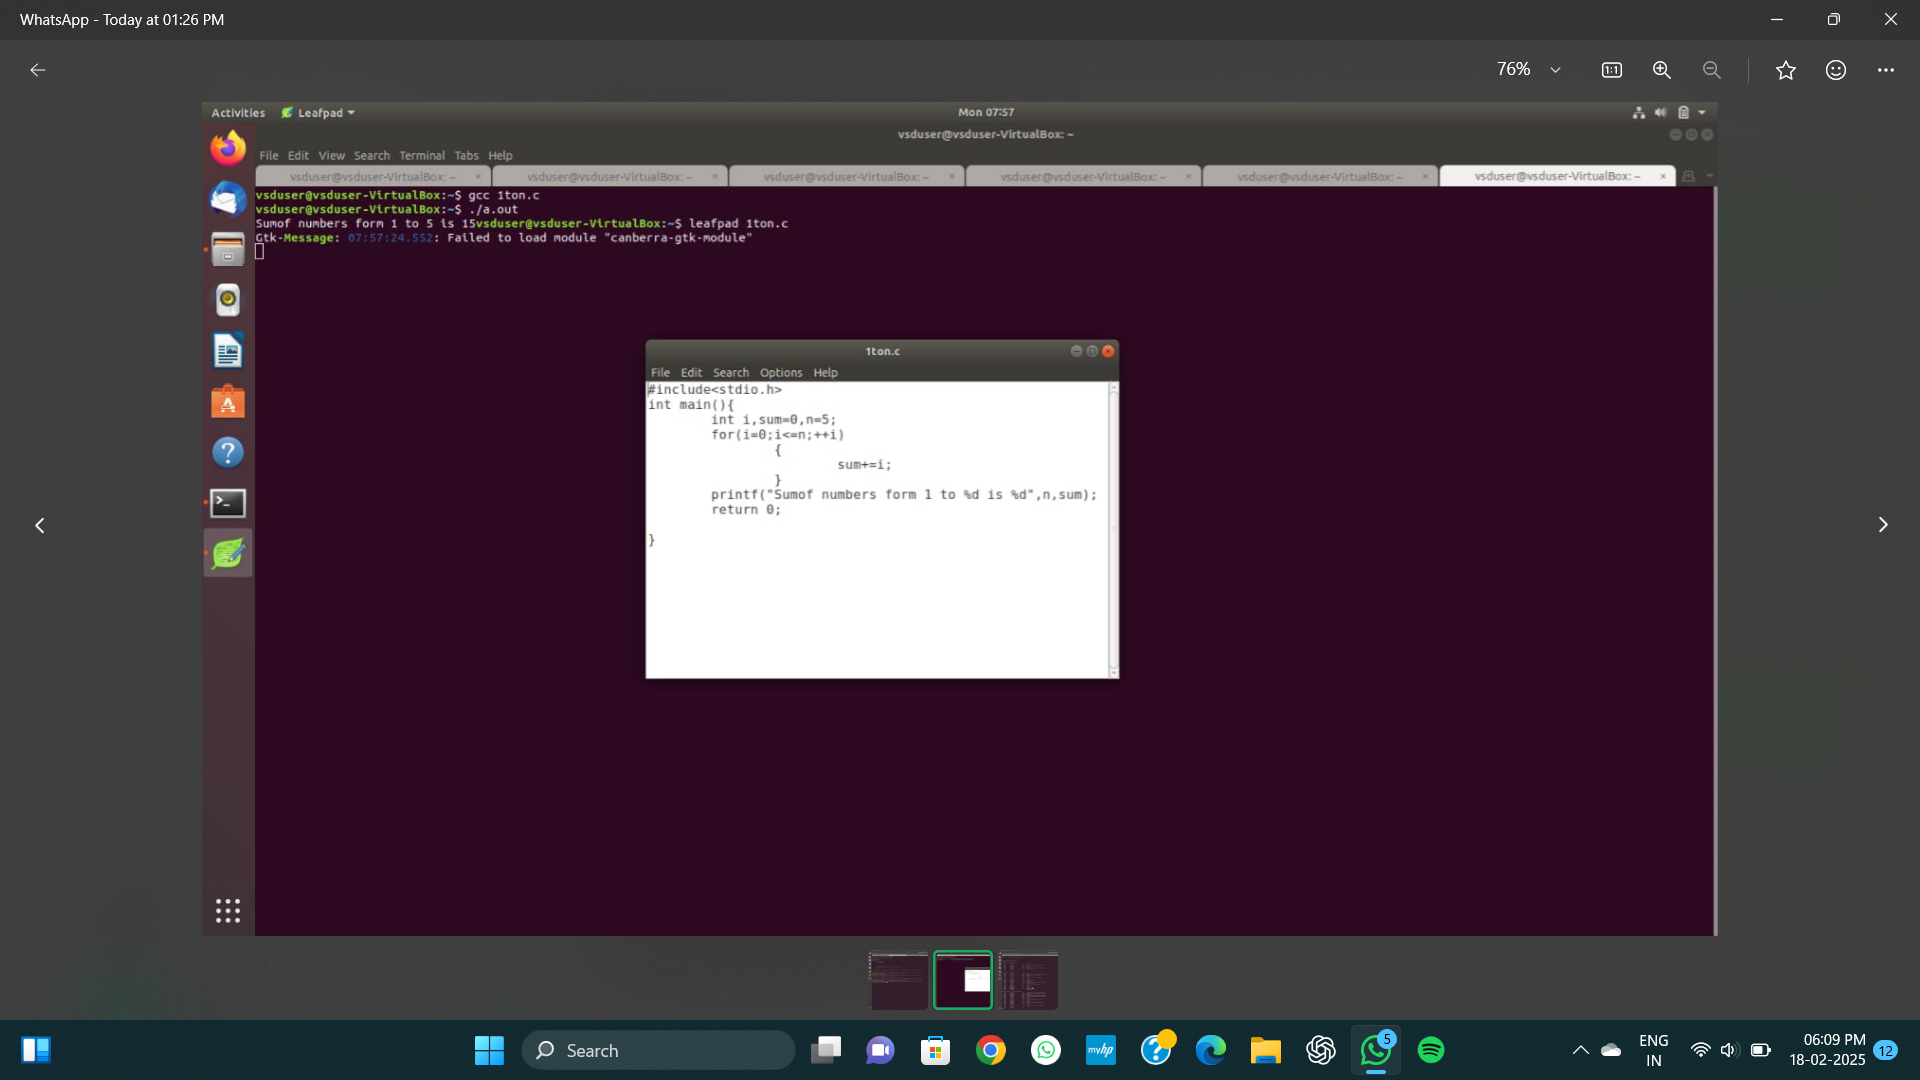 WhatsApp - Today at 01:26 PM
76%
1:1
Activities Leafpad Mon 07:57
vsduser@vsduser-VirtualBox: ~
File Edit View Search Terminal Tabs Help
vsduser@vsduser-VirtualBox: ~ × vsduser@vsduser-VirtualBox: ~ × vsduser@vsduser-VirtualBox: ~ × vsduser@vsduser-VirtualBox: ~ × vsduser@vsduser-VirtualBox: ~ × vsduser@vsduser-VirtualBox: ~ ×
vsduser@vsduser-VirtualBox:~$ gcc 1ton.c
vsduser@vsduser-VirtualBox:~$ ./a.out
Sumof numbers form 1 to 5 is 15vsduser@vsduser-VirtualBox:~$ leafpad 1ton.c
Gtk-Message: 07:57:24.552: Failed to load module "canberra-gtk-module"
1ton.c
File Edit Search Options Help
#include<stdio.h>
int main(){
int i,sum=0,n=5;
for(i=0;i<=n;++i)
{
sum+=i;
}
printf("Sumof numbers form 1 to %d is %d",n,sum);
return 0;
}
Search
myhp
5
ENG
IN
06:09 PM
18-02-2025
12